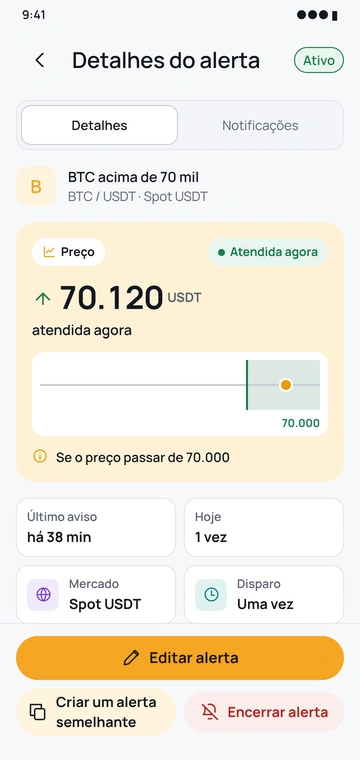 9:41
Detalhes do alerta
Ativo
Detalhes
Notificações
B
BTC acima de 70 mil
BTC / USDT · Spot USDT
Preço
Atendida agora
70.120 USDT
atendida agora
70.000
Se o preço passar de 70.000
Último aviso
há 38 min
Hoje
1 vez
Mercado
Spot USDT
Disparo
Uma vez
Editar alerta
Criar um alerta
semelhante
Encerrar alerta